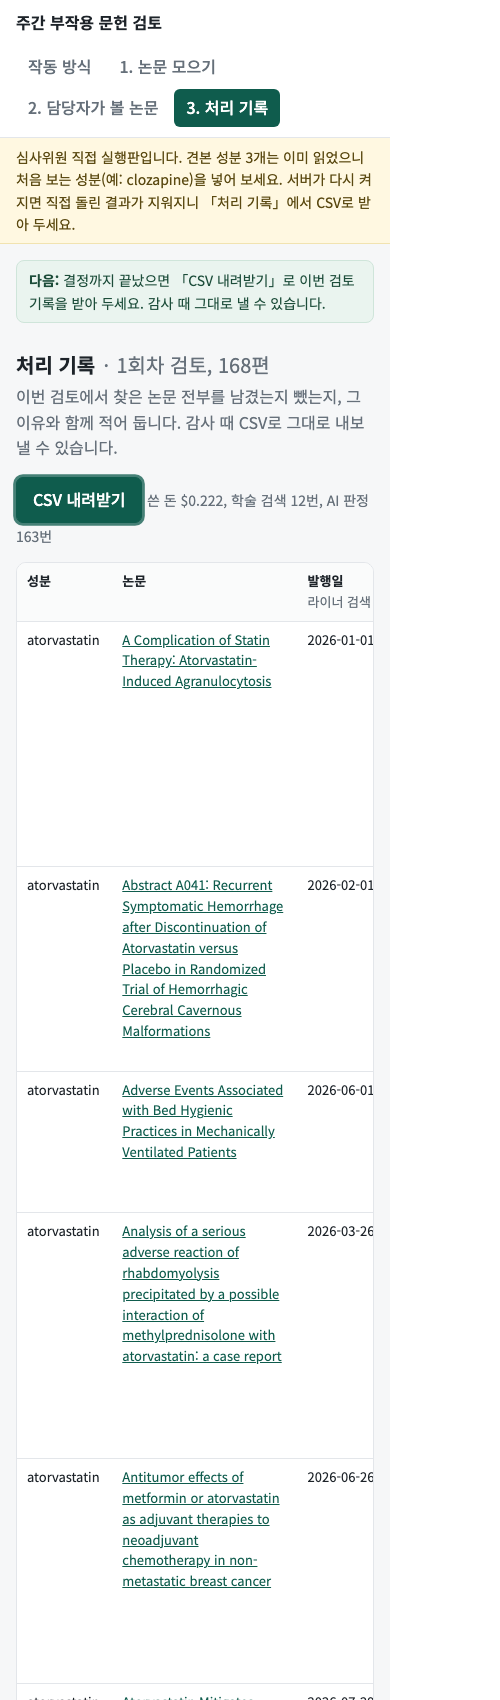 주간 부작용 문헌 검토
작동 방식
1. 논문 모으기
2. 담당자가 볼 논문
3. 처리 기록
심사위원 직접 실행판입니다. 견본 성분 3개는 이미 읽었으니
처음 보는 성분(예: clozapine)을 넣어 보세요. 서버가 다시 켜
지면 직접 돌린 결과가 지워지니 「처리 기록」에서 CSV로 받
아 두세요.
다음: 결정까지 끝났으면 「CSV 내려받기」로 이번 검토
기록을 받아 두세요. 감사 때 그대로 낼 수 있습니다.
처리 기록 · 1회차 검토, 168편
이번 검토에서 찾은 논문 전부를 남겼는지 뺐는지, 그
이유와 함께 적어 둡니다. 감사 때 CSV로 그대로 내보
낼 수 있습니다.
CSV 내려받기 쓴 돈 $0.222, 학술 검색 12번, AI 판정
163번
성분 논문 발행일
라이너 검색
atorvastatin A Complication of Statin 2026-01-01
Therapy: Atorvastatin-
Induced Agranulocytosis
atorvastatin Abstract A041: Recurrent 2026-02-01
Symptomatic Hemorrhage
after Discontinuation of
Atorvastatin versus
Placebo in Randomized
Trial of Hemorrhagic
Cerebral Cavernous
Malformations
atorvastatin Adverse Events Associated 2026-06-01
with Bed Hygienic
Practices in Mechanically
Ventilated Patients
atorvastatin Analysis of a serious 2026-03-26
adverse reaction of
rhabdomyolysis
precipitated by a possible
interaction of
methylprednisolone with
atorvastatin: a case report
atorvastatin Antitumor effects of 2026-06-26
metformin or atorvastatin
as adjuvant therapies to
neoadjuvant
chemotherapy in non-
metastatic breast cancer